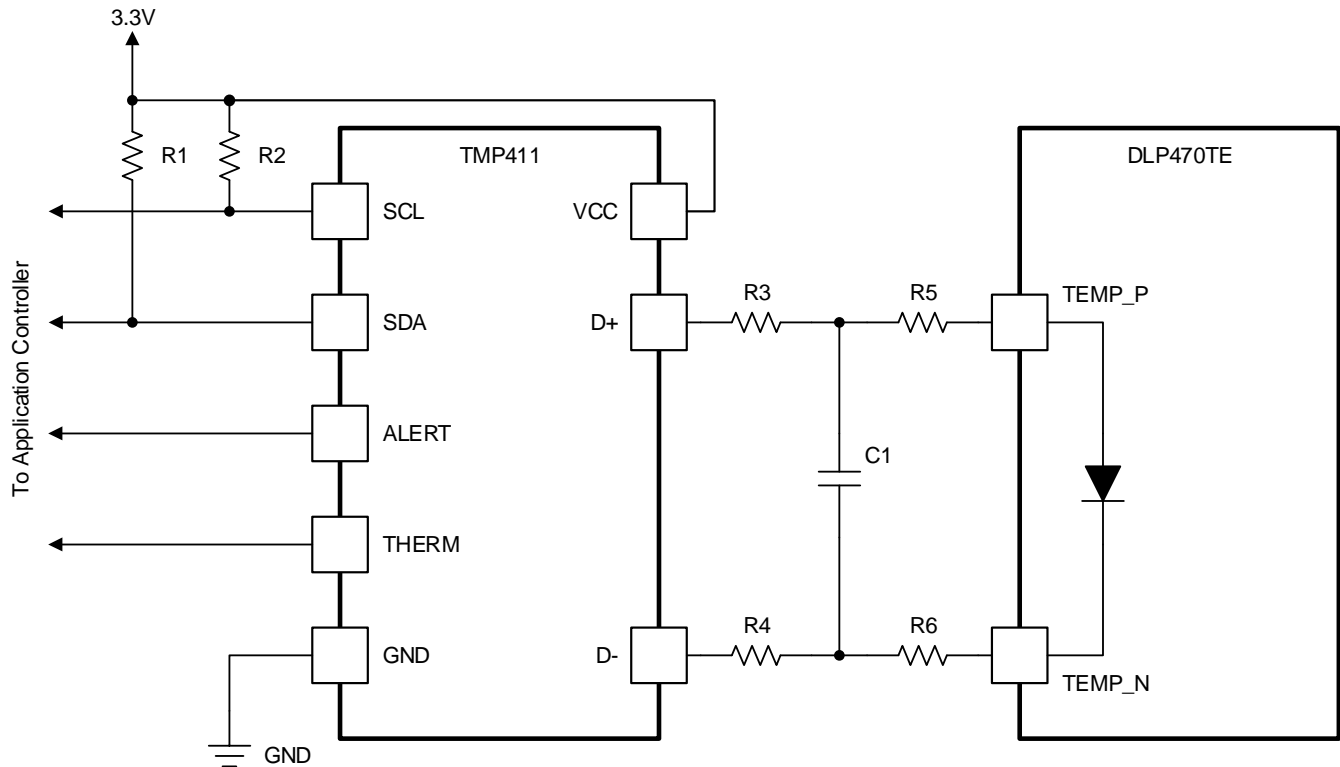 3.3V
R1
R2
TMP411
DLP470TE
SCL
VCC
To Application Controller
SDA
D+
R3
R5
TEMP_P
ALERT
C1
THERM
GND
D-
R4
R6
TEMP_N
GND